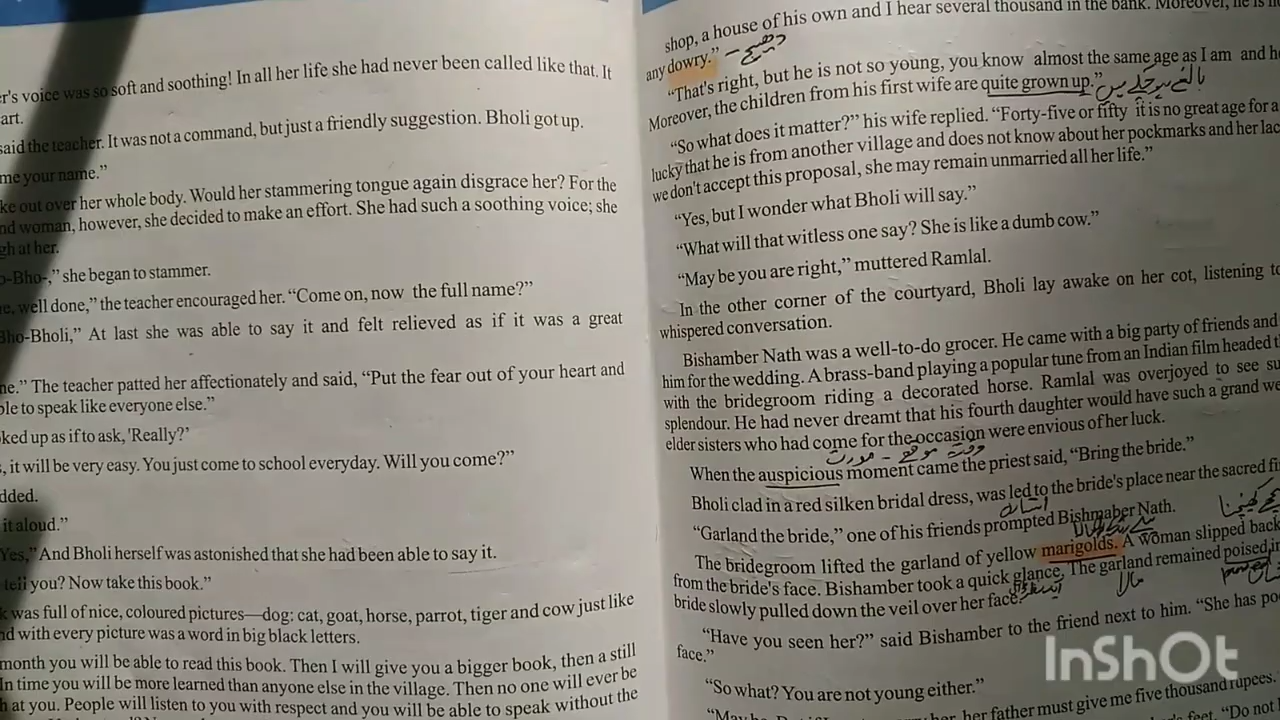 r's voice was so soft and soothing! In all her life she had never been called like that. It
art.
said the teacher. It was not a command, but just a friendly suggestion. Bholi got up.
me your name.”
ke out over her whole body. Would her stammering tongue again disgrace her? For the
nd woman, however, she decided to make an effort. She had such a soothing voice; she
gh at her.
o-Bho-,” she began to stammer.
e, well done,” the teacher encouraged her. “Come on, now the full name?”
Bho-Bholi,” At last she was able to say it and felt relieved as if it was a great
ne.” The teacher patted her affectionately and said, “Put the fear out of your heart and
ble to speak like everyone else.”
ked up as if to ask, 'Really?’
, it will be very easy. You just come to school everyday. Will you come?”
dded.
it aloud.”
Yes,” And Bholi herself was astonished that she had been able to say it.
tell you? Now take this book.”
k was full of nice, coloured pictures—dog: cat, goat, horse, parrot, tiger and cow just like
nd with every picture was a word in big black letters.
month you will be able to read this book. Then I will give you a bigger book, then a still
In time you will be more learned than anyone else in the village. Then no one will ever be
h at you. People will listen to you with respect and you will be able to speak without the
shop, a house of his own and I hear several thousand in the bank. Moreover, he is
any dowry.”
“That's right, but he is not so young, you know almost the same age as I am and he
Moreover, the children from his first wife are quite grown up.”
“So what does it matter?” his wife replied. “Forty-five or fifty it is no great age for a
lucky that he is from another village and does not know about her pockmarks and her lac
we don't accept this proposal, she may remain unmarried all her life.”
“Yes, but I wonder what Bholi will say.”
“What will that witless one say? She is like a dumb cow.”
“May be you are right,” muttered Ramlal.
In the other corner of the courtyard, Bholi lay awake on her cot, listening to
whispered conversation.
Bishamber Nath was a well-to-do grocer. He came with a big party of friends and
him for the wedding. A brass-band playing a popular tune from an Indian film headed
with the bridegroom riding a decorated horse. Ramlal was overjoyed to see su
splendour. He had never dreamt that his fourth daughter would have such a grand we
elder sisters who had come for the occasion were envious of her luck.
When the auspicious moment came the priest said, “Bring the bride.”
Bholi clad in a red silken bridal dress, was led to the bride's place near the sacred fi
“Garland the bride,” one of his friends prompted Bishmaber Nath.
The bridegroom lifted the garland of yellow marigolds. A woman slipped back
from the bride's face. Bishamber took a quick glance. The garland remained poised in
bride slowly pulled down the veil over her face.
“Have you seen her?” said Bishamber to the friend next to him. “She has po
face.”
“So what? You are not young either.”
her father must give me five thousand rupees.
feet. “Do not
InShOt